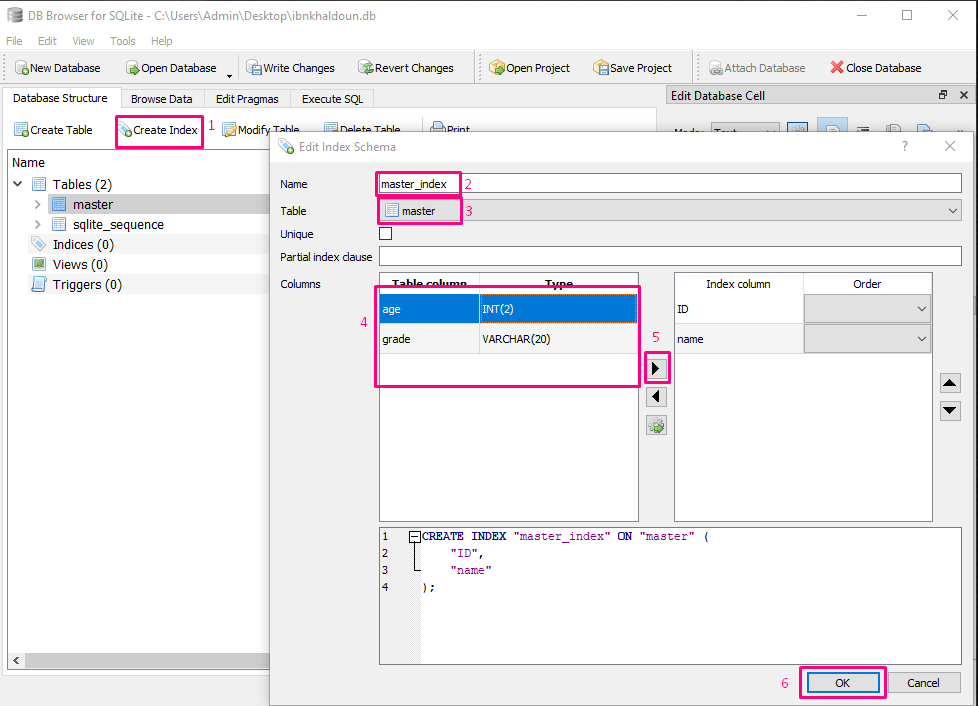 DB Browser for SQLite - C:\Users\Admin\Desktop\ibnkhaldoun.db
File Edit View Tools Help
New Database Open Database Write Changes Revert Changes Open Project Save Project Attach Database Close Database
Database Structure Browse Data Edit Pragmas Execute SQL
Edit Database Cell
Create Table Create Index 1 Modify Table Delete Table Print
Mode: Text
Name
Tables (2)
master
sqlite_sequence
Indices (0)
Views (0)
Triggers (0)
Edit Index Schema ?
Name master_index 2
Table master 3
Unique
Partial index clause
Columns
Table column Type
4 age INT(2)
grade VARCHAR(20)
5
Index column Order
ID
name
1 CREATE INDEX "master_index" ON "master" (
2 "ID",
3 "name"
4 );
6 OK Cancel